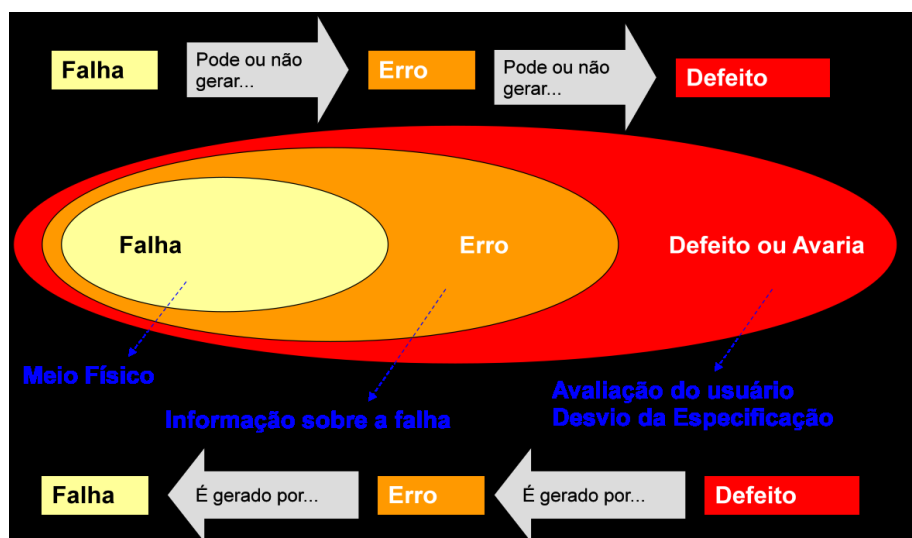 Falha
Pode ou não
gerar...
Erro
Pode ou não
gerar...
Defeito
Falha
Erro
Defeito ou Avaria
Meio Físico
Informação sobre a falha
Avaliação do usuário
Desvio da Especificação
Falha
É gerado por...
Erro
É gerado por...
Defeito